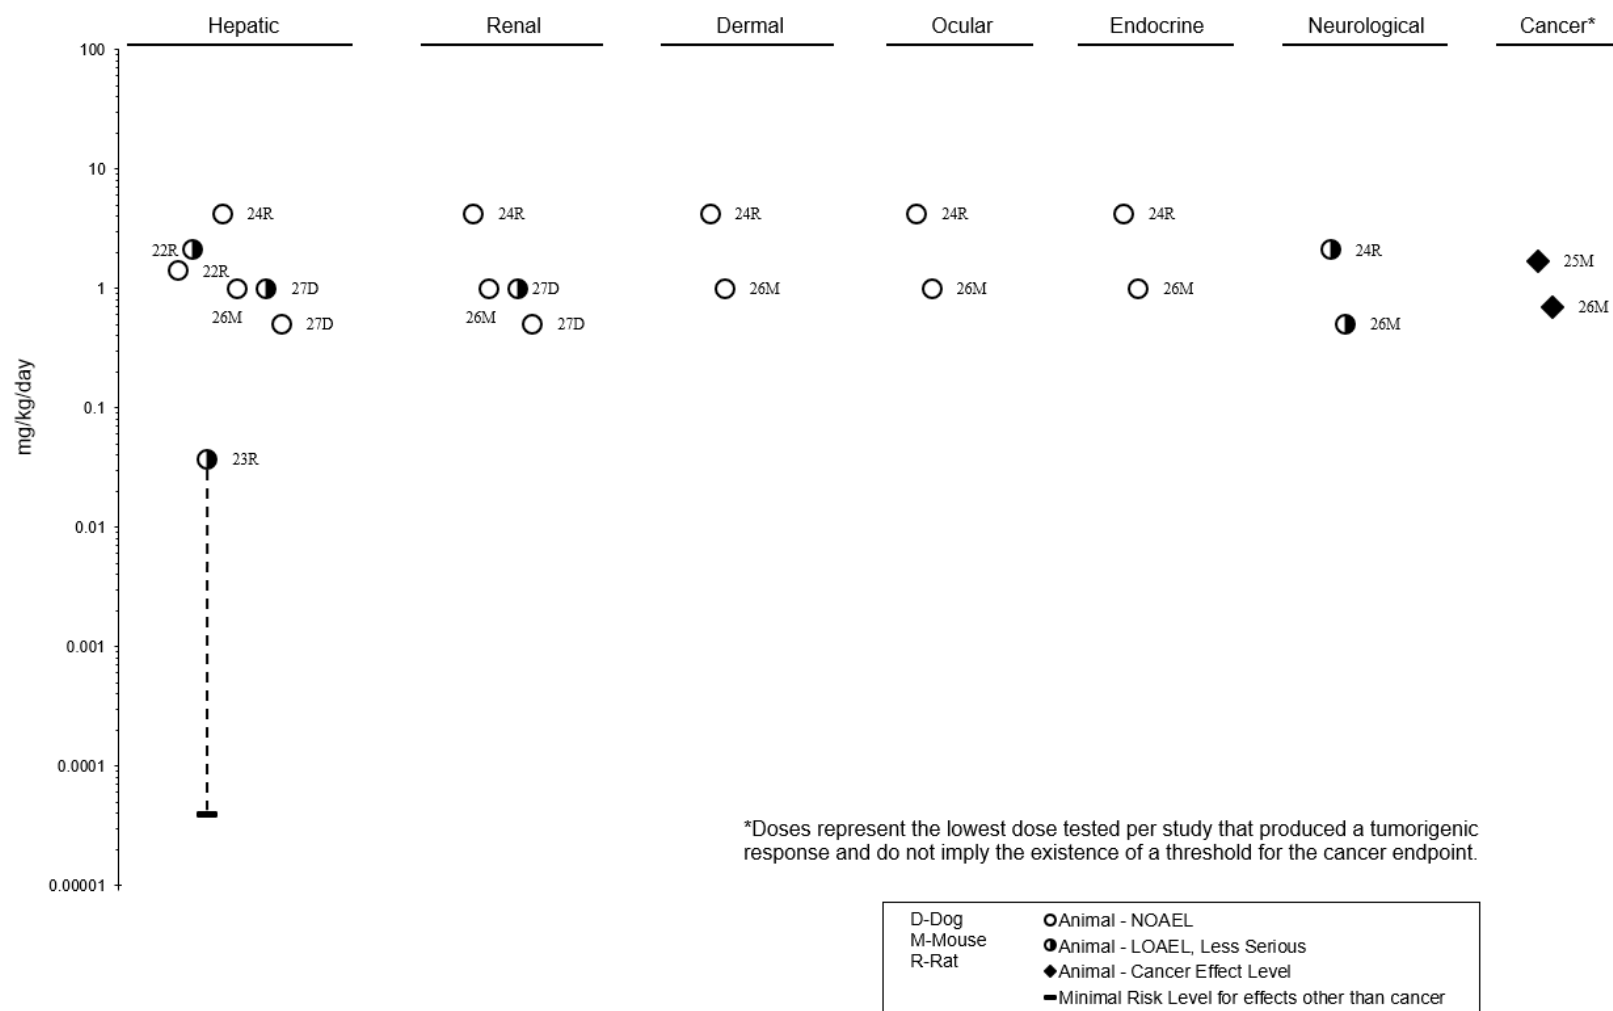 Hepatic Renal Dermal Ocular Endocrine Neurological Cancer*
100
10
24R 24R 24R 24R 24R
22R 24R
25M
22R
1
27D 27D 26M 26M 26M
26M
26M 26M
27D 27D 26M
0.1
mg/kg/day
23R
0.01
0.001
0.0001
0.00001
*Doses represent the lowest dose tested per study that produced a tumorigenic
response and do not imply the existence of a threshold for the cancer endpoint.
D-Dog
M-Mouse
R-Rat
Animal - NOAEL
Animal - LOAEL, Less Serious
Animal - Cancer Effect Level
Minimal Risk Level for effects other than cancer